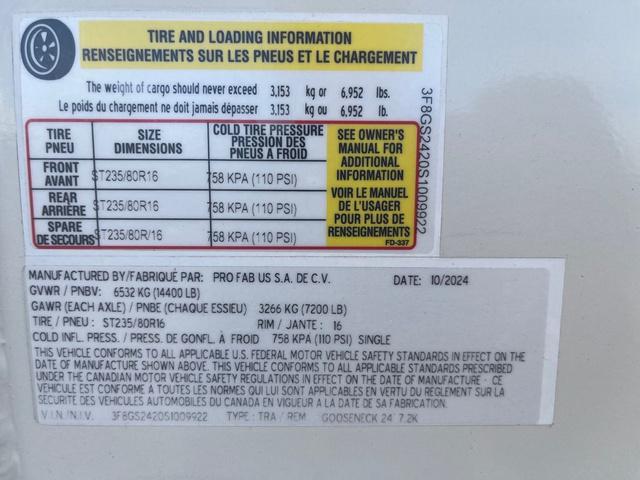 TIRE AND LOADING INFORMATION
RENSEIGNEMENTS SUR LES PNEUS ET LE CHARGEMENT
The weight of cargo should never exceed 3,153 kg or 6,952 lbs.
Le poids du chargement ne doit jamais dépasser 3,153 kg ou 6,952 lb.
TIRE PNEU SIZE DIMENSIONS COLD TIRE PRESSURE PRESSION DES PNEUS A FROID
FRONT AVANT ST235/80R16 758 KPA (110 PSI)
REAR ARRIÈRE ST235/80R16 758 KPA (110 PSI)
SPARE DE SECOURS ST235/80R/16 758 KPA (110 PSI)
SEE OWNER'S
MANUAL FOR
ADDITIONAL
INFORMATION
VOIR LE MANUEL
DE L'USAGER
POUR PLUS DE
RENSEIGNEMENTS
FD-337
3F8GS2420S1009922
MANUFACTURED BY/FABRIQUÉ PAR: PRO FAB US S.A. DE C.V. DATE: 10/2024
GVWR / PNBV: 6532 KG (14400 LB)
GAWR (EACH AXLE) / PNBE (CHAQUE ESSIEU) 3266 KG (7200 LB)
TIRE / PNEU : ST235/80R16 RIM / JANTE : 16
COLD INFL. PRESS. / PRESS. DE GONFL. À FROID 758 KPA (110 PSI) SINGLE
THIS VEHICLE CONFORMS TO ALL APPLICABLE U.S. FEDERAL MOTOR VEHICLE SAFETY STANDARDS IN EFFECT ON THE
DATE OF MANUFACTURE SHOWN ABOVE. THIS VEHICLE CONFORMS TO ALL APPLICABLE STANDARDS PRESCRIBED
UNDER THE CANADIAN MOTOR VEHICLE SAFETY REGULATIONS IN EFFECT ON THE DATE OF MANUFACTURE - CE
VÉHICULE EST CONFORME À TOUTES LES NORMES QUI LUI SONT APPLICABLES EN VERTU DU RÈGLEMENT SUR LA
SÉCURITÉ DES VÉHICULES AUTOMOBILES DU CANADA EN VIGUEUR A LA DATE DE SA FABRICATION.
V.I.N./N.I.V. 3F8GS2420S1009922 TYPE : TRA / REM GOOSENECK 24' 7.2K